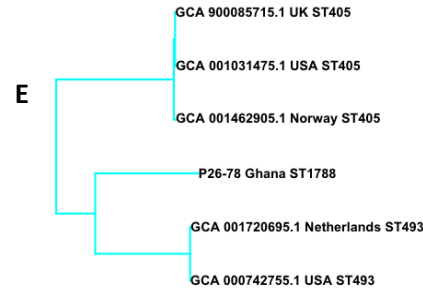 GCA 900085715.1 UK ST405
GCA 001031475.1 USA ST405
E
GCA 001462905.1 Norway ST405
P26-78 Ghana ST1788
GCA 001720695.1 Netherlands ST493
GCA 000742755.1 USA ST493